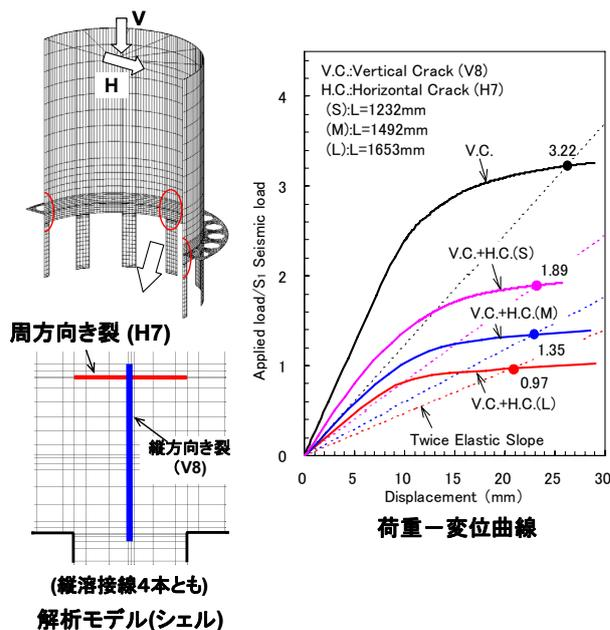 V
H
周方向き裂 (H7)
縦方向き裂
(V8)
(縦溶接線4本とも)
解析モデル(シェル)
V.C.:Vertical Crack (V8)
H.C.:Horizontal Crack (H7)
(S):L=1232mm
(M):L=1492mm
(L):L=1653mm
V.C.
3.22
V.C.+H.C.(S)
1.89
V.C.+H.C.(M)
1.35
0.97
V.C.+H.C.(L)
Twice Elastic Slope
Applied load/S₁ Seismic load
4
3
2
1
0
0 5 10 15 20 25 30
Displacement (mm)
荷重－変位曲線